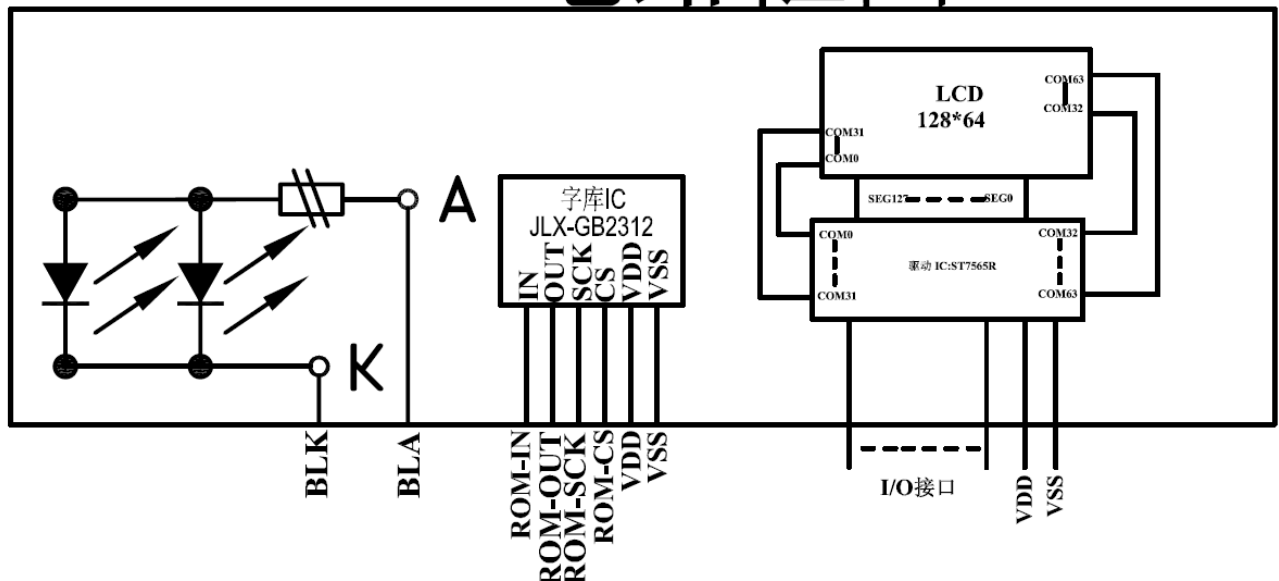 LCD
128*64
COM63
COM32
COM31
COM0
SEG127
SEG0
COM0
COM32
驱动 IC:ST7565R
COM31
COM63
A
K
字库IC
JLX-GB2312
IN
OUT
SCK
CS
VDD
VSS
BLK
BLA
ROM-IN
ROM-OUT
ROM-SCK
ROM-CS
VDD
VSS
I/O接口
VDD
VSS